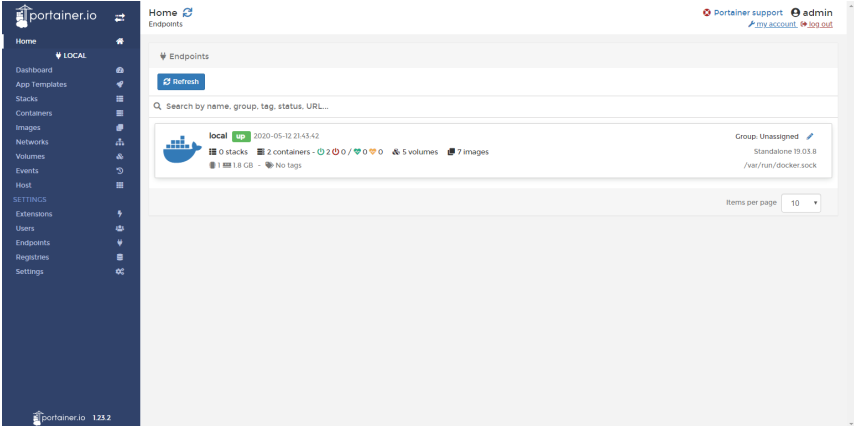 portainer.io
Home
LOCAL
Dashboard
App Templates
Stacks
Containers
Images
Networks
Volumes
Events
Host
SETTINGS
Extensions
Users
Endpoints
Registries
Settings
portainer.io 1.23.2
Home
Endpoints
Portainer support admin
my account log out
Endpoints
Refresh
Search by name, group, tag, status, URL...
local up 2020-05-12 21:43:42
Group: Unassigned
0 stacks 2 containers - 2 0 / 0 0 5 volumes 7 images
Standalone 19.03.8
1 1.8 GB - No tags
/var/run/docker.sock
Items per page 10